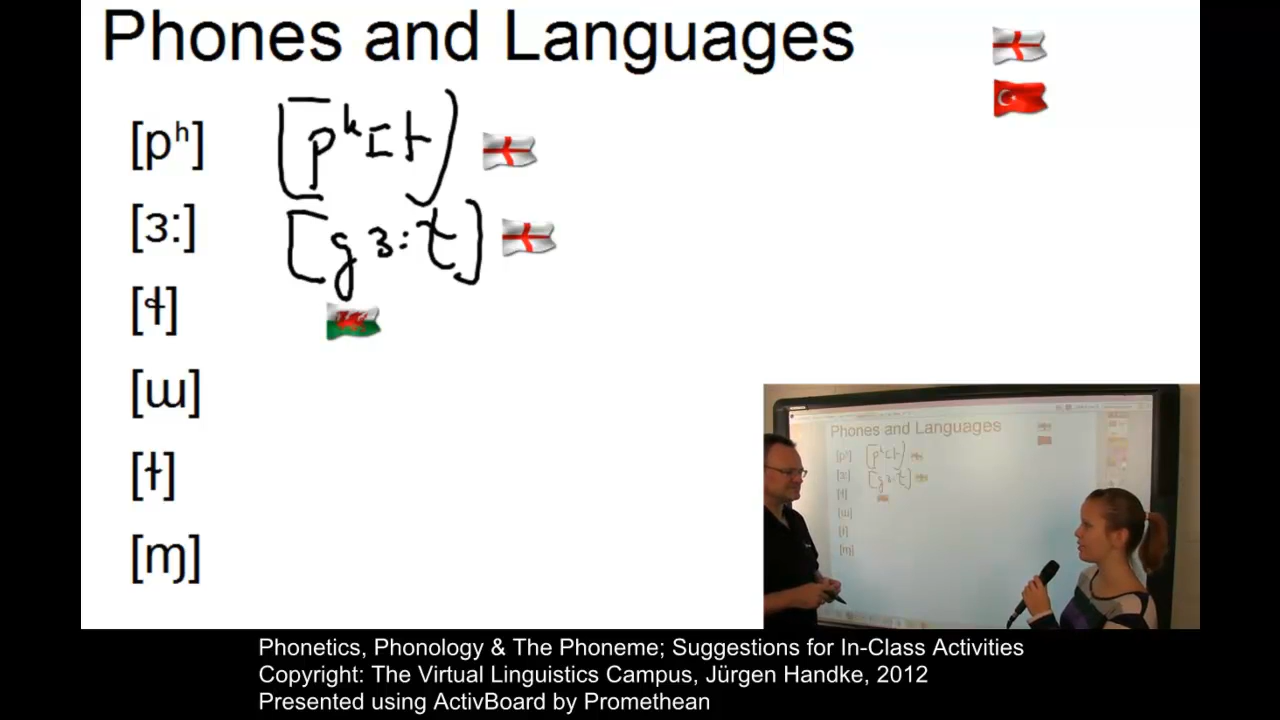 Phones and Languages
[pʰ] [pʰɪt]
[ɜː] [gɜːt]
[ɬ]
[ɯ]
[ɫ]
[ɱ]
Phones and Languages
Phonetics, Phonology & The Phoneme; Suggestions for In-Class Activities
Copyright: The Virtual Linguistics Campus, Jürgen Handke, 2012
Presented using ActivBoard by Promethean